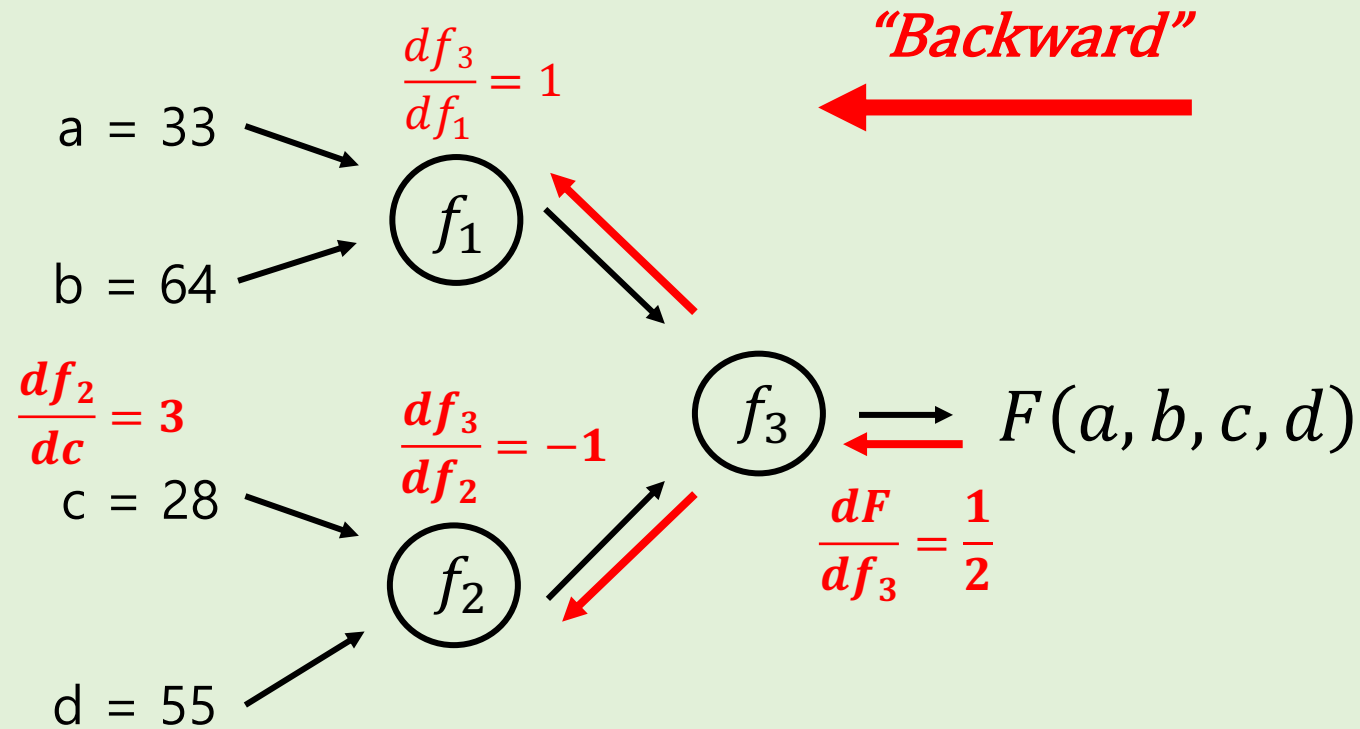 “Backward”
df₃/df₁ = 1
a = 33
f₁
b = 64
df₂/dc = 3
df₃/df₂ = −1
f₃
F(a, b, c, d)
c = 28
dF/df₃ = 1/2
f₂
d = 55